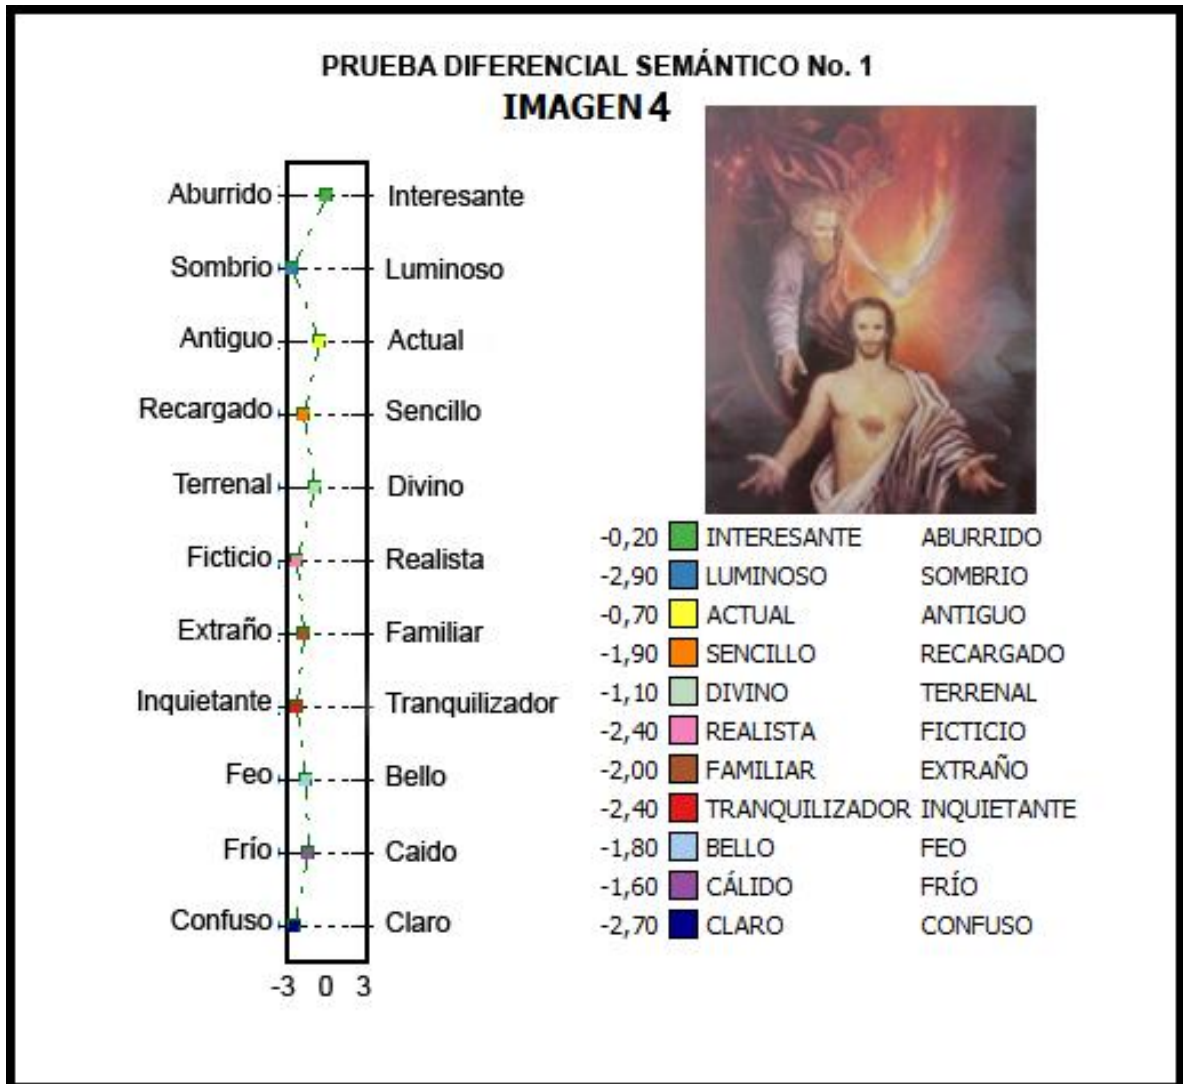 PRUEBA DIFERENCIAL SEMÁNTICO No. 1
IMAGEN 4
Aburrido Interesante
Sombrio Luminoso
Antiguo Actual
Recargado Sencillo
Terrenal Divino
Ficticio Realista
Extraño Familiar
Inquietante Tranquilizador
Feo Bello
Frío Caido
Confuso Claro
-3 0 3
-0,20 INTERESANTE ABURRIDO
-2,90 LUMINOSO SOMBRIO
-0,70 ACTUAL ANTIGUO
-1,90 SENCILLO RECARGADO
-1,10 DIVINO TERRENAL
-2,40 REALISTA FICTICIO
-2,00 FAMILIAR EXTRAÑO
-2,40 TRANQUILIZADOR INQUIETANTE
-1,80 BELLO FEO
-1,60 CÁLIDO FRÍO
-2,70 CLARO CONFUSO